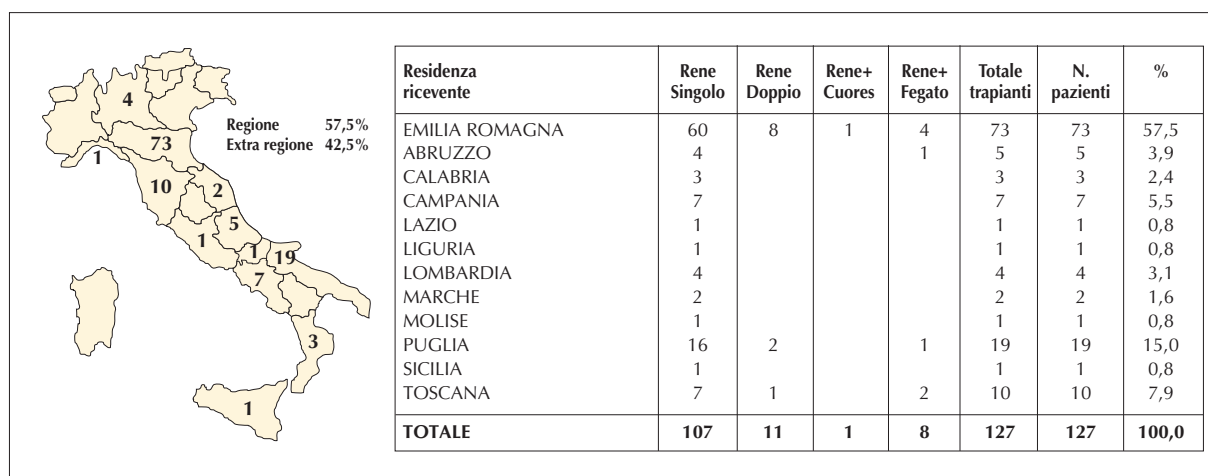 4
Regione 57,5%
Extra regione 42,5%
73
1
10
2
5
1
1
19
7
3
1
Residenza ricevente Rene Singolo Rene Doppio Rene+ Cuores Rene+ Fegato Totale trapianti N. pazienti %
EMILIA ROMAGNA 60 8 1 4 73 73 57,5
ABRUZZO 4 1 5 5 3,9
CALABRIA 3 3 3 2,4
CAMPANIA 7 7 7 5,5
LAZIO 1 1 1 0,8
LIGURIA 1 1 1 0,8
LOMBARDIA 4 4 4 3,1
MARCHE 2 2 2 1,6
MOLISE 1 1 1 0,8
PUGLIA 16 2 1 19 19 15,0
SICILIA 1 1 1 0,8
TOSCANA 7 1 2 10 10 7,9
TOTALE 107 11 1 8 127 127 100,0